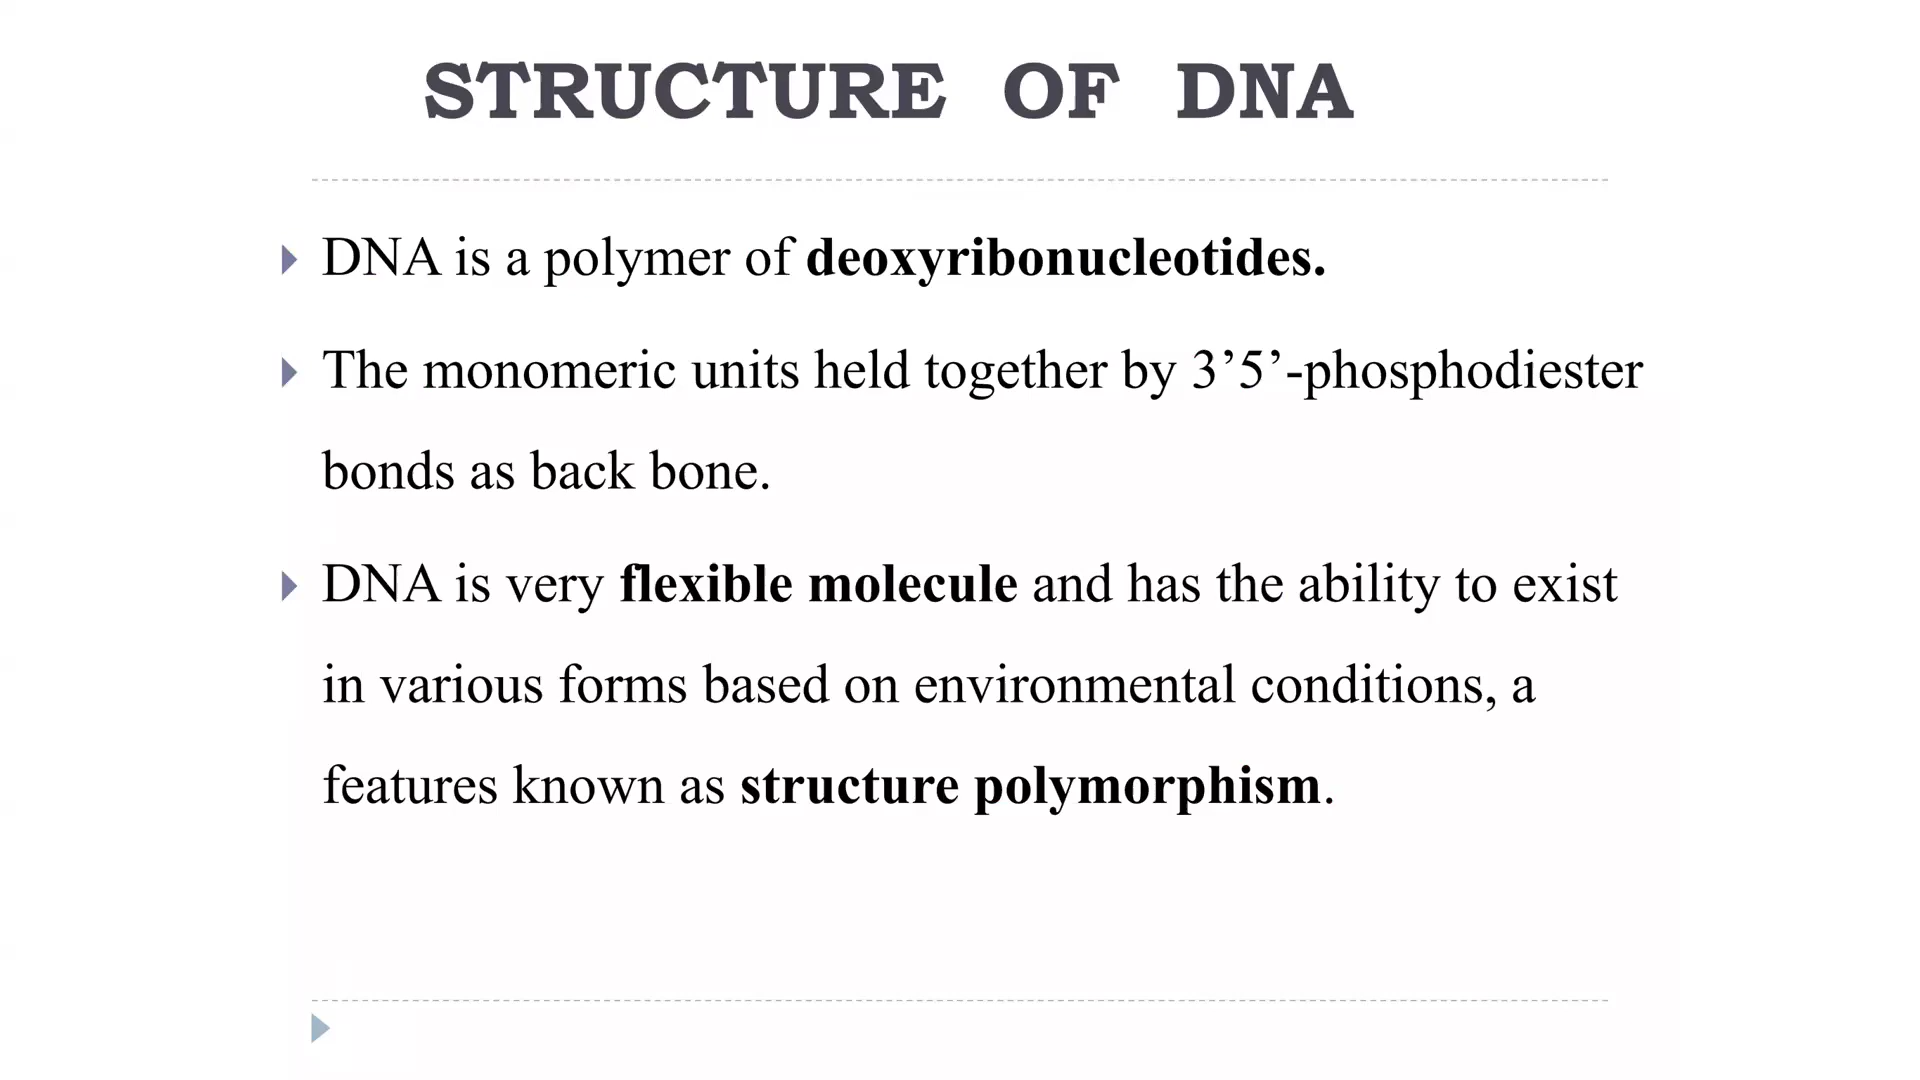 STRUCTURE OF DNA
DNA is a polymer of deoxyribonucleotides.
The monomeric units held together by 3’5’-phosphodiester
bonds as back bone.
DNA is very flexible molecule and has the ability to exist
in various forms based on environmental conditions, a
features known as structure polymorphism.